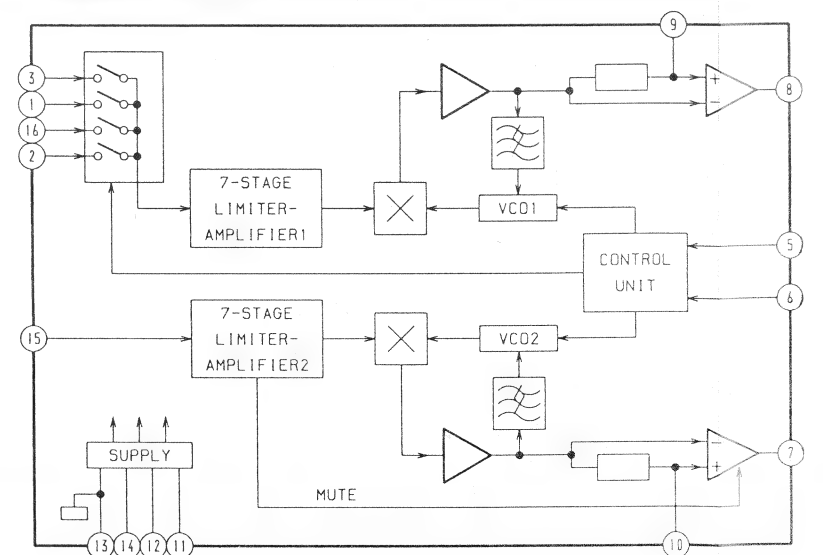 9
3
8
1
16
2
7-STAGE
LIMITER-
AMPLIFIER1
VCO1
5
CONTROL
UNIT
6
7-STAGE
LIMITER-
AMPLIFIER2
15
VCO2
SUPPLY
7
MUTE
13 14 12 11
10